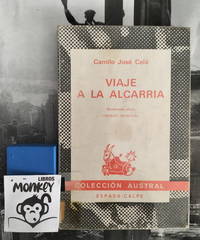 Camilo José Cela
VIAJE
A LA ALCARRIA
COLECCIÓN AUSTRAL
ESPASA-CALPE
LIBROS
MONKEY